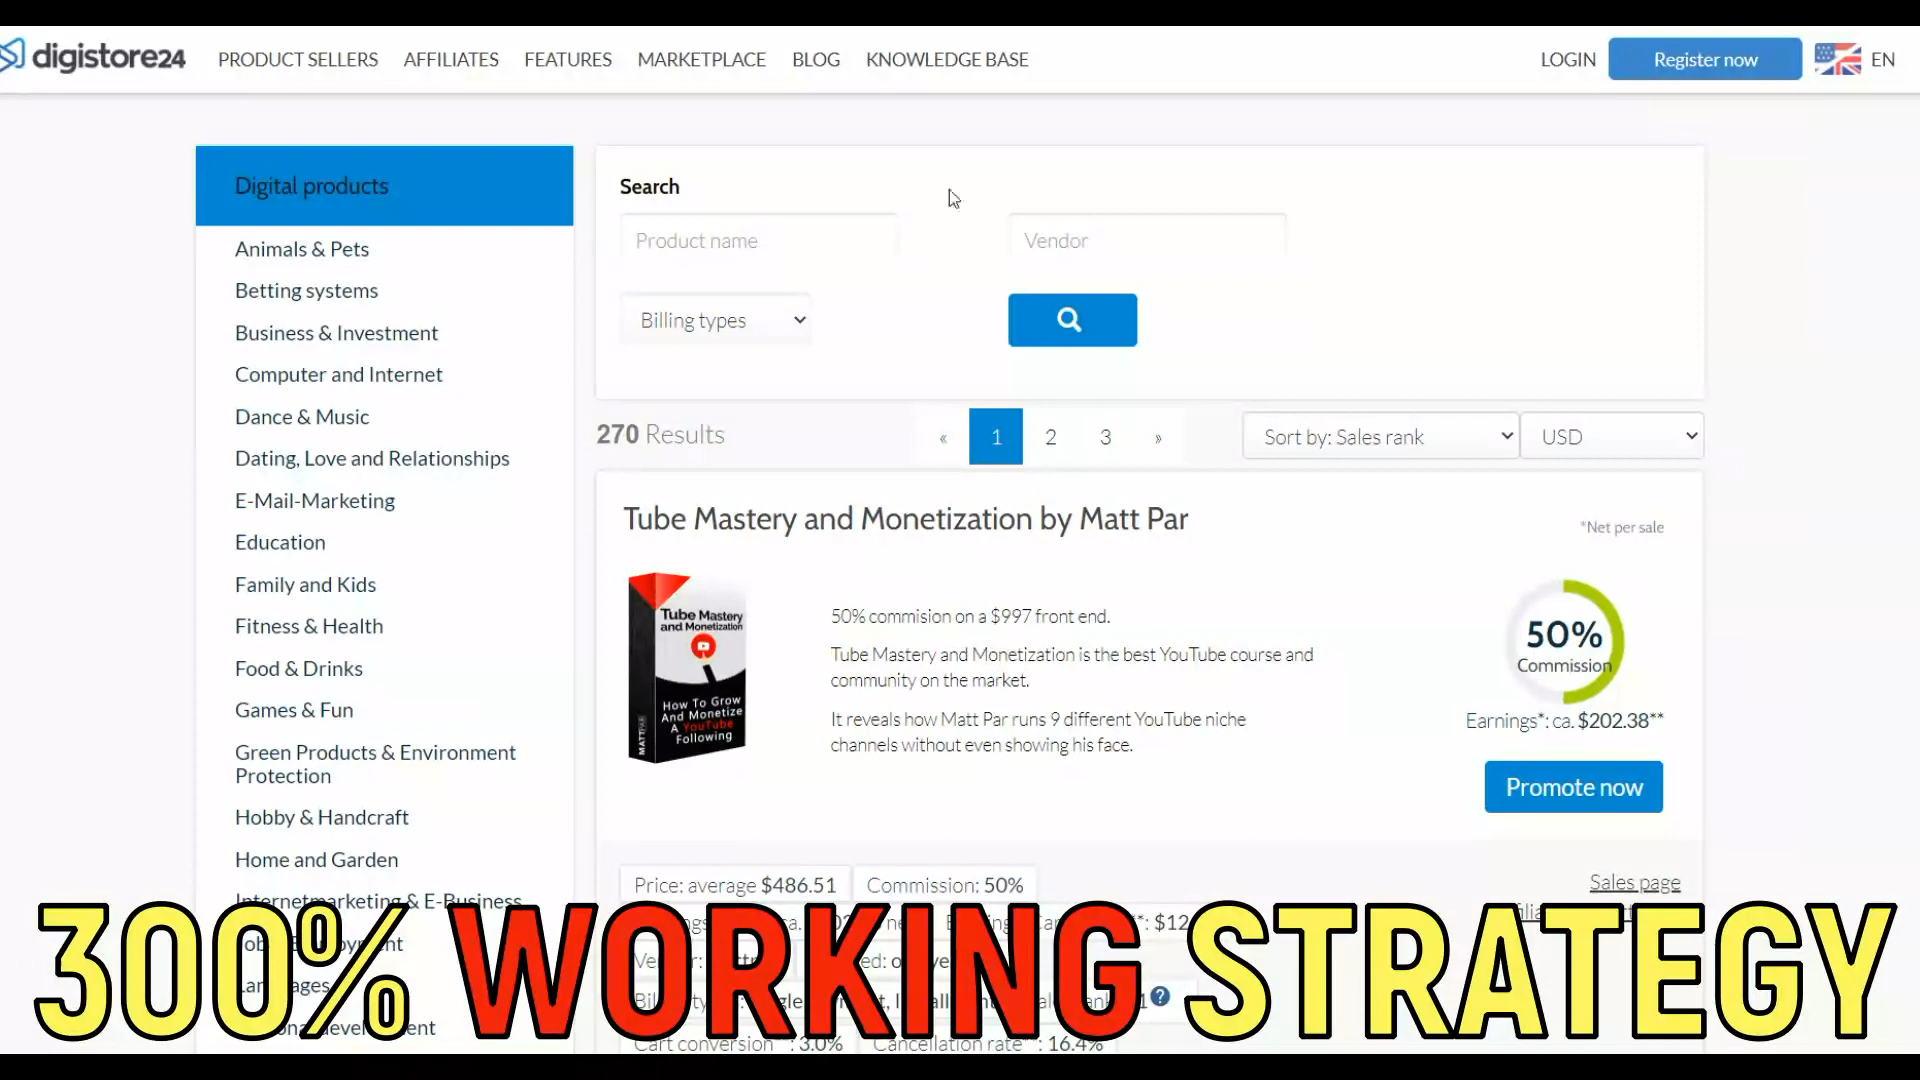 digistore24 PRODUCT SELLERS AFFILIATES FEATURES MARKETPLACE BLOG KNOWLEDGE BASE LOGIN Register now EN
Digital products
Animals & Pets
Betting systems
Business & Investment
Computer and Internet
Dance & Music
Dating, Love and Relationships
E-Mail-Marketing
Education
Family and Kids
Fitness & Health
Food & Drinks
Games & Fun
Green Products & Environment
Protection
Hobby & Handcraft
Home and Garden
Internetmarketing & E-Business
Search
Product name Vendor
Billing types
270 Results « 1 2 3 » Sort by: Sales rank USD
Tube Mastery and Monetization by Matt Par
*Net per sale
Tube Mastery
and Monetization
How To Grow
And Monetize
A YouTube
Following
MATT PAR
50% commision on a $997 front end.
Tube Mastery and Monetization is the best YouTube course and
community on the market.
It reveals how Matt Par runs 9 different YouTube niche
channels without even showing his face.
50%
Commission
Earnings*: ca. $202.38**
Promote now
Price: average $486.51 Commission: 50%
Sales page
Cart conversion**: 3.0% Cancellation rate**: 16.4%
300% WORKING STRATEGY